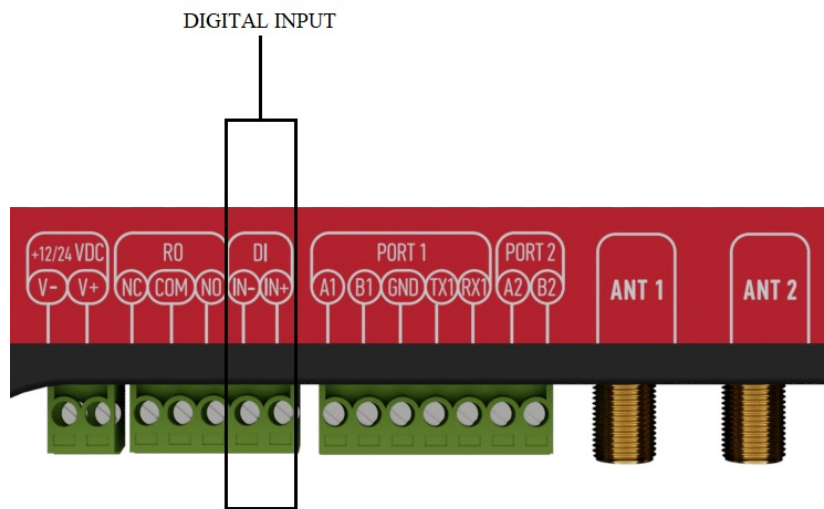 DIGITAL INPUT
+12/24 VDC RO DI PORT 1 PORT 2
V- V+ NC COM NO IN- IN+ A1 B1 GND TX1 RX1 A2 B2
ANT 1 ANT 2